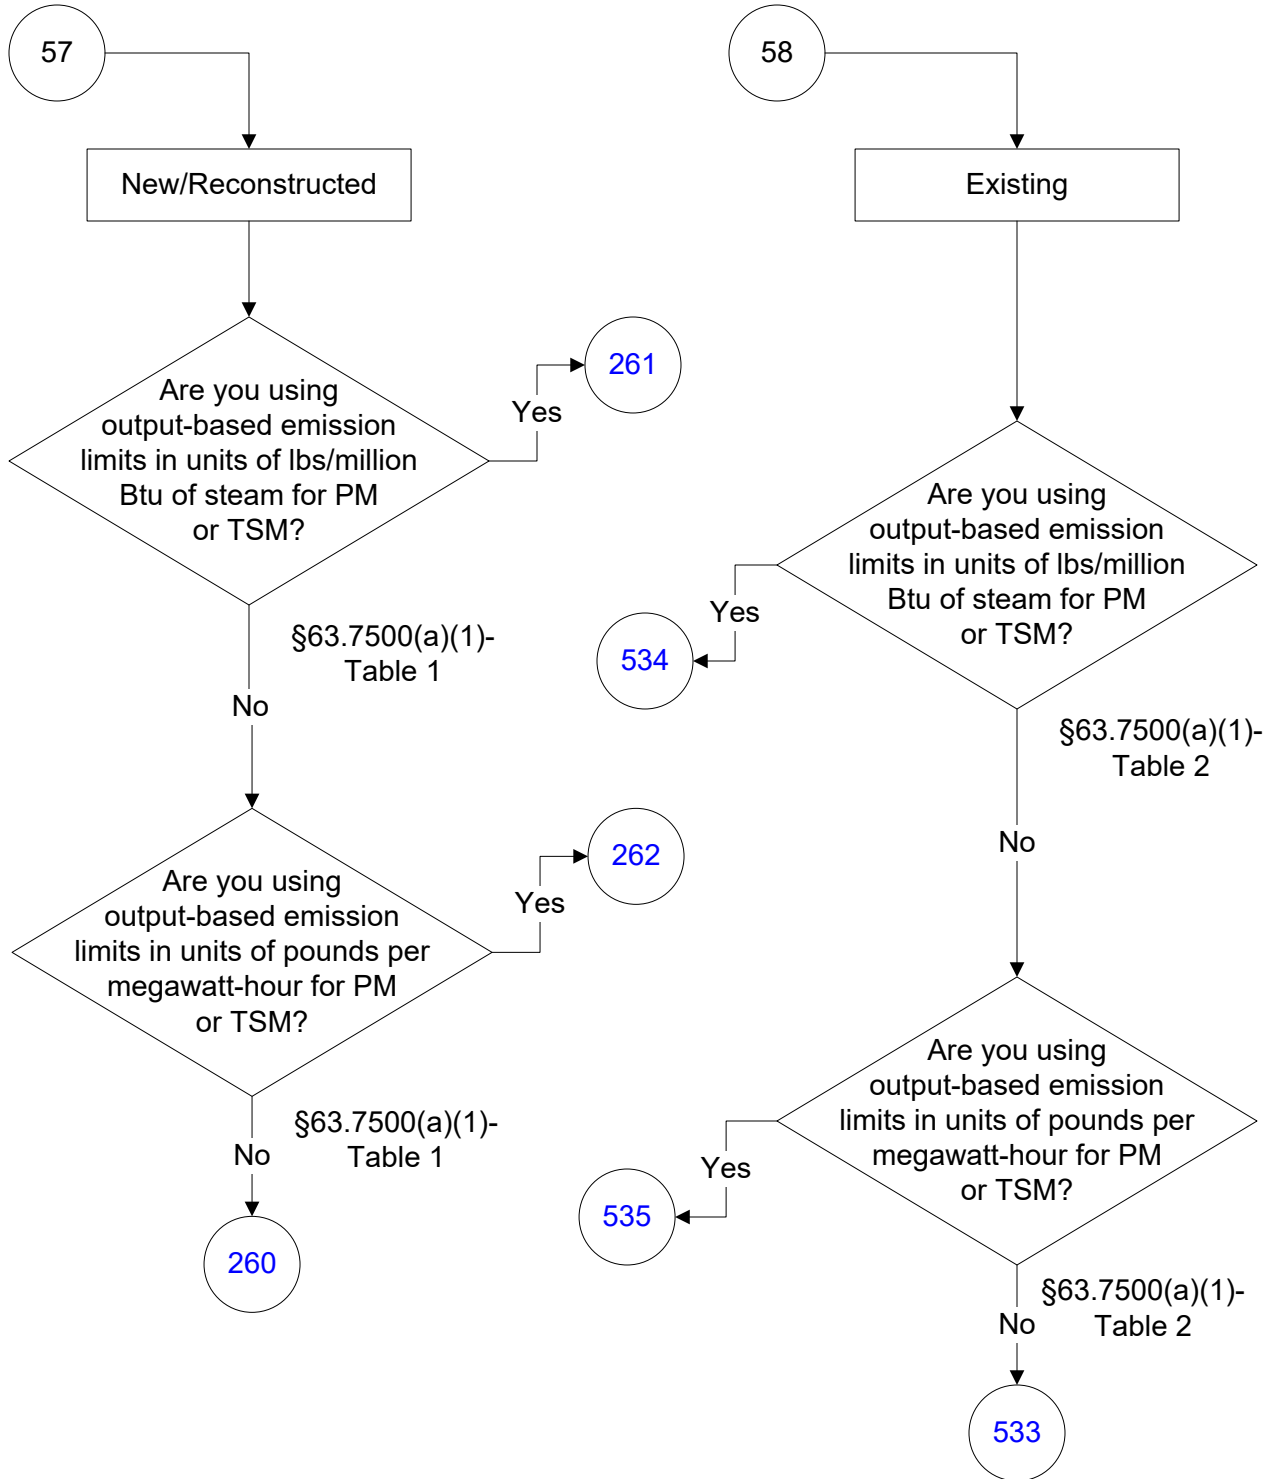 57
New/Reconstructed
Are you using
output-based emission
limits in units of lbs/million
Btu of steam for PM
or TSM?
Yes
261
§63.7500(a)(1)-
Table 1
No
Are you using
output-based emission
limits in units of pounds per
megawatt-hour for PM
or TSM?
Yes
262
§63.7500(a)(1)-
Table 1
No
260
58
Existing
Are you using
output-based emission
limits in units of lbs/million
Btu of steam for PM
or TSM?
Yes
534
§63.7500(a)(1)-
Table 2
No
Are you using
output-based emission
limits in units of pounds per
megawatt-hour for PM
or TSM?
Yes
535
§63.7500(a)(1)-
Table 2
No
533